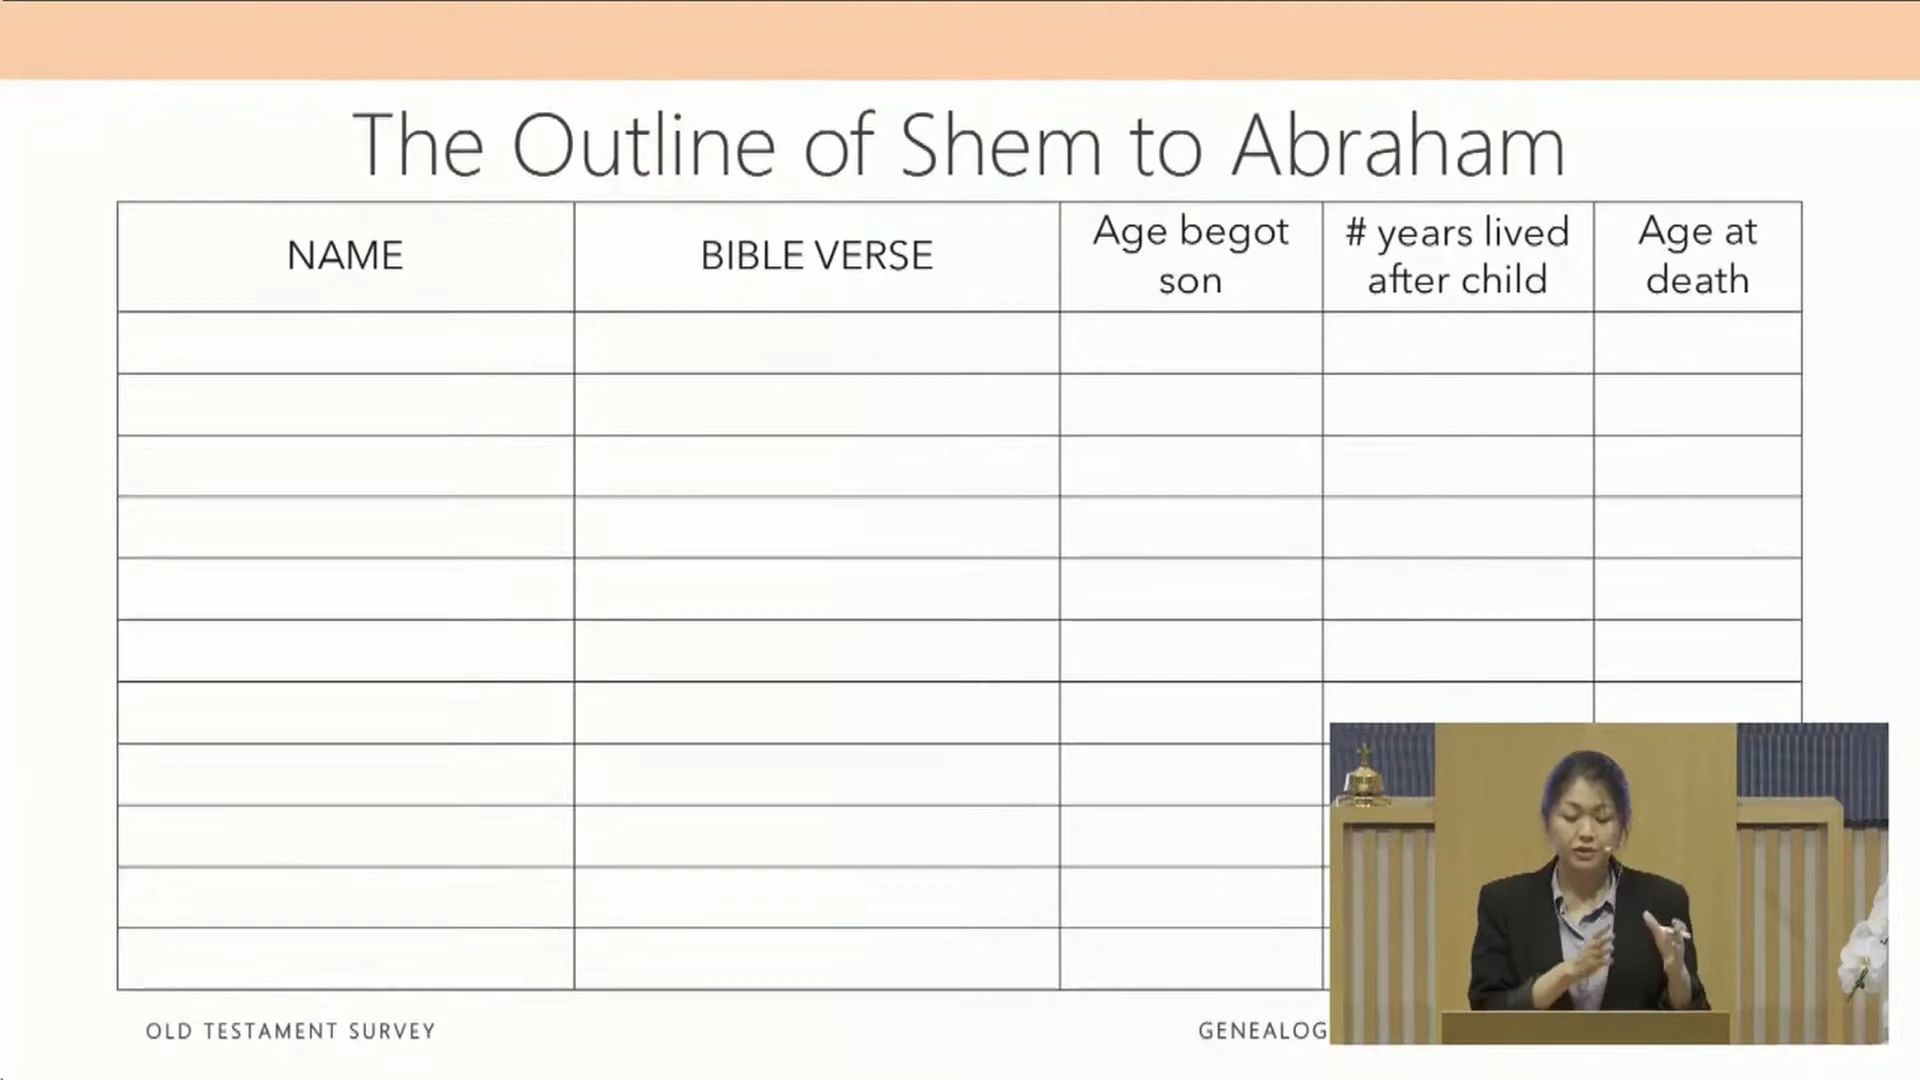 The Outline of Shem to Abraham
NAME
BIBLE VERSE
Age begot
son
# years lived
after child
Age at
death
OLD TESTAMENT SURVEY
GENEALOG